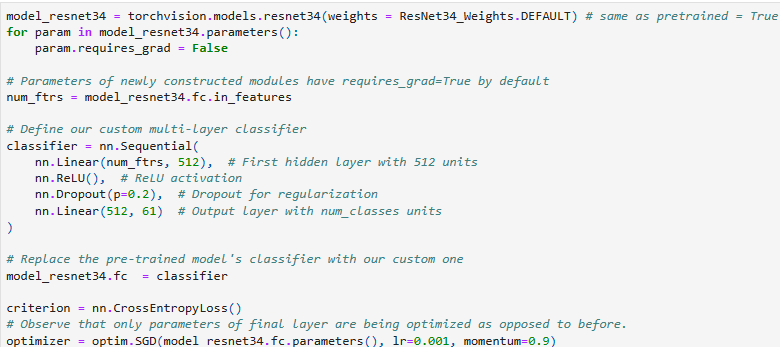 model_resnet34 = torchvision.models.resnet34(weights = ResNet34_Weights.DEFAULT) # same as pretrained = True
for param in model_resnet34.parameters():
    param.requires_grad = False

# Parameters of newly constructed modules have requires_grad=True by default
num_ftrs = model_resnet34.fc.in_features

# Define our custom multi-layer classifier
classifier = nn.Sequential(
    nn.Linear(num_ftrs, 512),  # First hidden layer with 512 units
    nn.ReLU(),  # ReLU activation
    nn.Dropout(p=0.2),  # Dropout for regularization
    nn.Linear(512, 61)  # Output layer with num_classes units
)

# Replace the pre-trained model's classifier with our custom one
model_resnet34.fc  = classifier

criterion = nn.CrossEntropyLoss()
# Observe that only parameters of final layer are being optimized as opposed to before.
optimizer = optim.SGD(model_resnet34.fc.parameters(), lr=0.001, momentum=0.9)